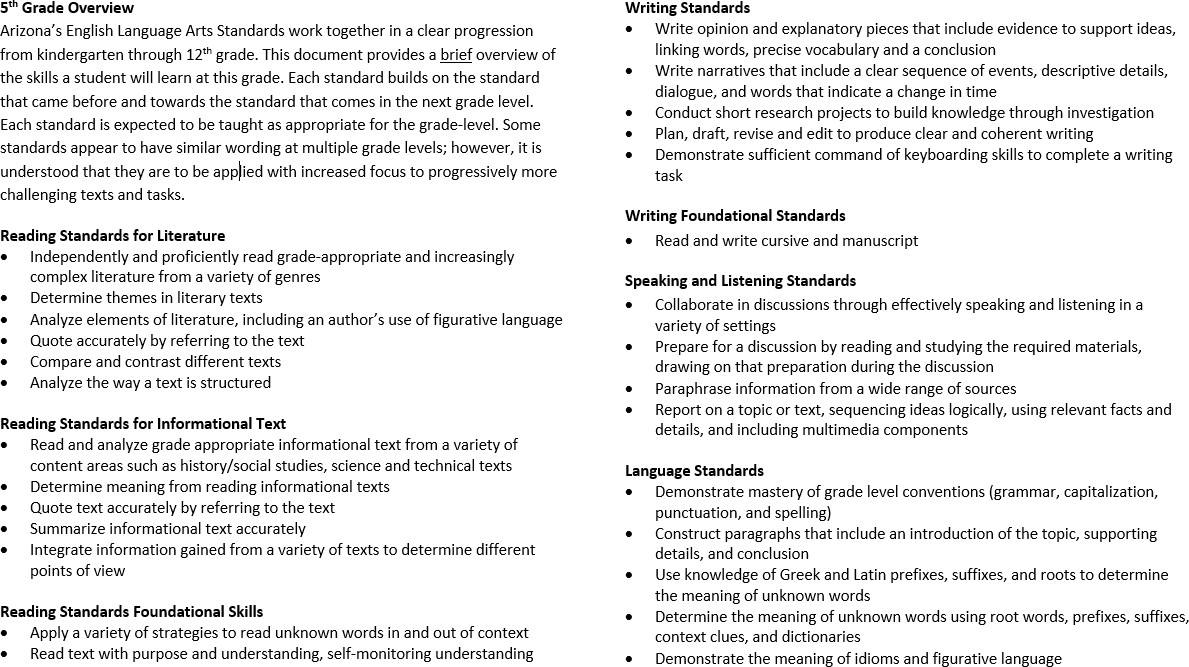 5th Grade Overview
Arizona’s English Language Arts Standards work together in a clear progression
from kindergarten through 12th grade. This document provides a brief overview of
the skills a student will learn at this grade. Each standard builds on the standard
that came before and towards the standard that comes in the next grade level.
Each standard is expected to be taught as appropriate for the grade-level. Some
standards appear to have similar wording at multiple grade levels; however, it is
understood that they are to be applied with increased focus to progressively more
challenging texts and tasks.
Reading Standards for Literature
• Independently and proficiently read grade-appropriate and increasingly
complex literature from a variety of genres
• Determine themes in literary texts
• Analyze elements of literature, including an author’s use of figurative language
• Quote accurately by referring to the text
• Compare and contrast different texts
• Analyze the way a text is structured
Reading Standards for Informational Text
• Read and analyze grade appropriate informational text from a variety of
content areas such as history/social studies, science and technical texts
• Determine meaning from reading informational texts
• Quote text accurately by referring to the text
• Summarize informational text accurately
• Integrate information gained from a variety of texts to determine different
points of view
Reading Standards Foundational Skills
• Apply a variety of strategies to read unknown words in and out of context
• Read text with purpose and understanding, self-monitoring understanding
Writing Standards
• Write opinion and explanatory pieces that include evidence to support ideas,
linking words, precise vocabulary and a conclusion
• Write narratives that include a clear sequence of events, descriptive details,
dialogue, and words that indicate a change in time
• Conduct short research projects to build knowledge through investigation
• Plan, draft, revise and edit to produce clear and coherent writing
• Demonstrate sufficient command of keyboarding skills to complete a writing
task
Writing Foundational Standards
• Read and write cursive and manuscript
Speaking and Listening Standards
• Collaborate in discussions through effectively speaking and listening in a
variety of settings
• Prepare for a discussion by reading and studying the required materials,
drawing on that preparation during the discussion
• Paraphrase information from a wide range of sources
• Report on a topic or text, sequencing ideas logically, using relevant facts and
details, and including multimedia components
Language Standards
• Demonstrate mastery of grade level conventions (grammar, capitalization,
punctuation, and spelling)
• Construct paragraphs that include an introduction of the topic, supporting
details, and conclusion
• Use knowledge of Greek and Latin prefixes, suffixes, and roots to determine
the meaning of unknown words
• Determine the meaning of unknown words using root words, prefixes, suffixes,
context clues, and dictionaries
• Demonstrate the meaning of idioms and figurative language